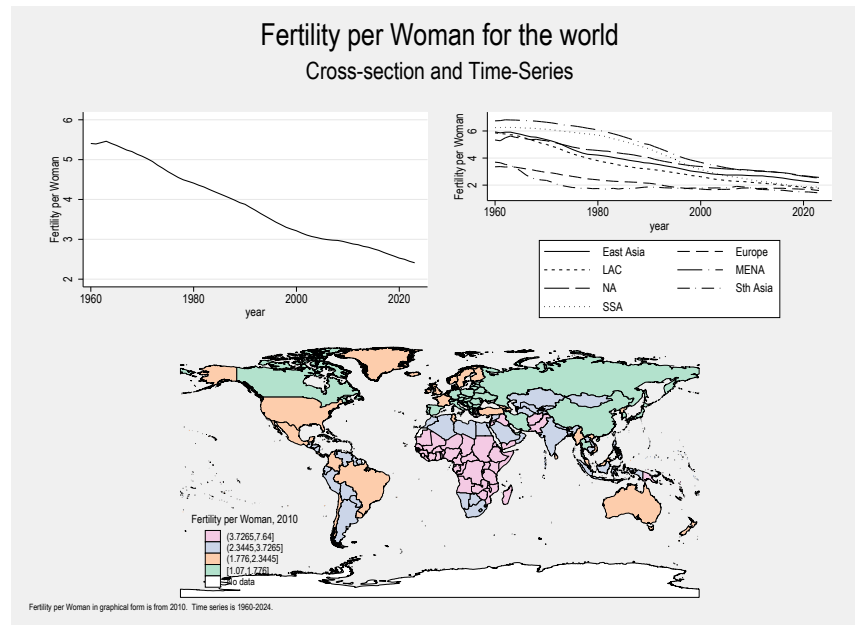 Fertility per Woman for the world
Cross-section and Time-Series
Fertility per Woman
6
5
4
3
2
1960 1980 2000 2020
year
Fertility per Woman
6
4
2
1960 1980 2000 2020
year
East Asia Europe
LAC MENA
NA Sth Asia
SSA
Fertility per Woman, 2010
(3.7265,7.64]
(2.3445,3.7265]
(1.776,2.3445]
[1.07,1.776]
No data
Fertility per Woman in graphical form is from 2010. Time series is 1960-2024.